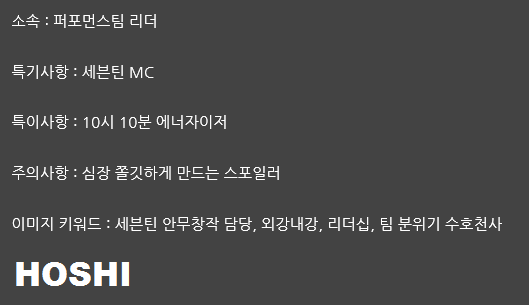 소속 : 퍼포먼스팀 리더
특기사항 : 세븐틴 MC
특이사항 : 10시 10분 에너자이저
주의사항 : 심장 쫄깃하게 만드는 스포일러
이미지 키워드 : 세븐틴 안무창작 담당, 외강내강, 리더십, 팀 분위기 수호천사
HOSHI